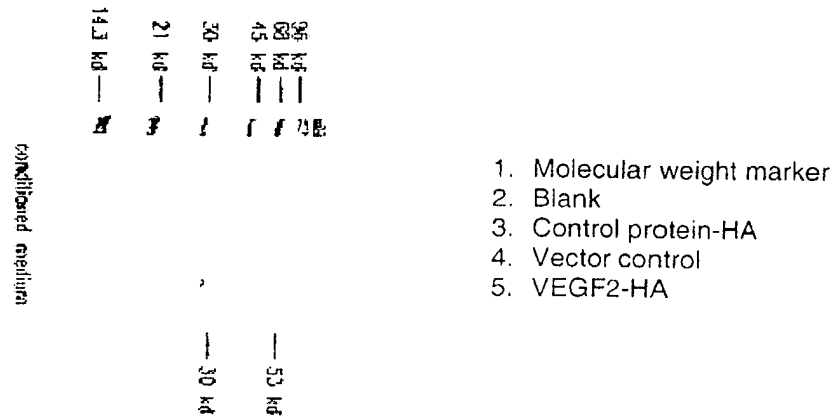 14.3 kd
21 kd
30 kd
45 kd
68 kd
96 kd
conditioned medium
30 kd
53 kd
1. Molecular weight marker
2. Blank
3. Control protein-HA
4. Vector control
5. VEGF2-HA